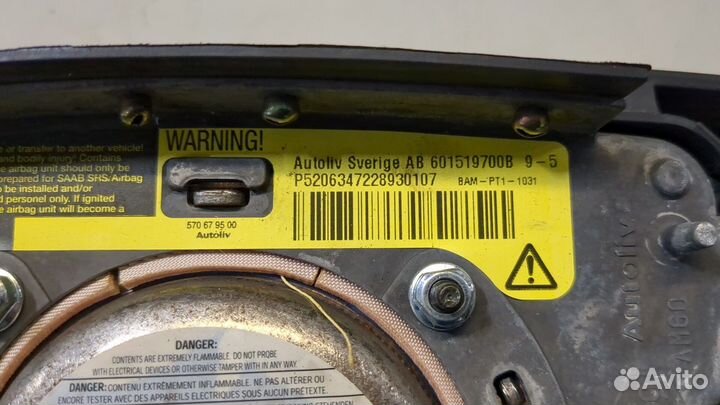 e or transfer to another vehicle!
and bodily injury! Contains
e airbag unit should only be
prepared for SAAB SRS/Airbag
to be installed and/or
d personel only. If ignited
e airbag unit will become a
WARNING!
570 67 95 00
Autoliv
Autoliv Sverige AB 601519700B 9-5
*P5206347228930107 BAM-PT1-1031
Autoliv
DANGER:
CONTENTS ARE EXTREMELY FLAMMABLE. DO NOT PROBE
WITH ELECTRICAL DEVICES OR OTHERWISE TAMPER WITH IN ANY WAY.
DANGER: CONTENU EXTRÊMEMENT INFLAMMABLE. NE PAS ALTÉRER OU
ENCORE TESTER AVEC DES APPAREILS ÉLECTRIQUES SOUS AUCUN PRÉTEXTE.
Avito